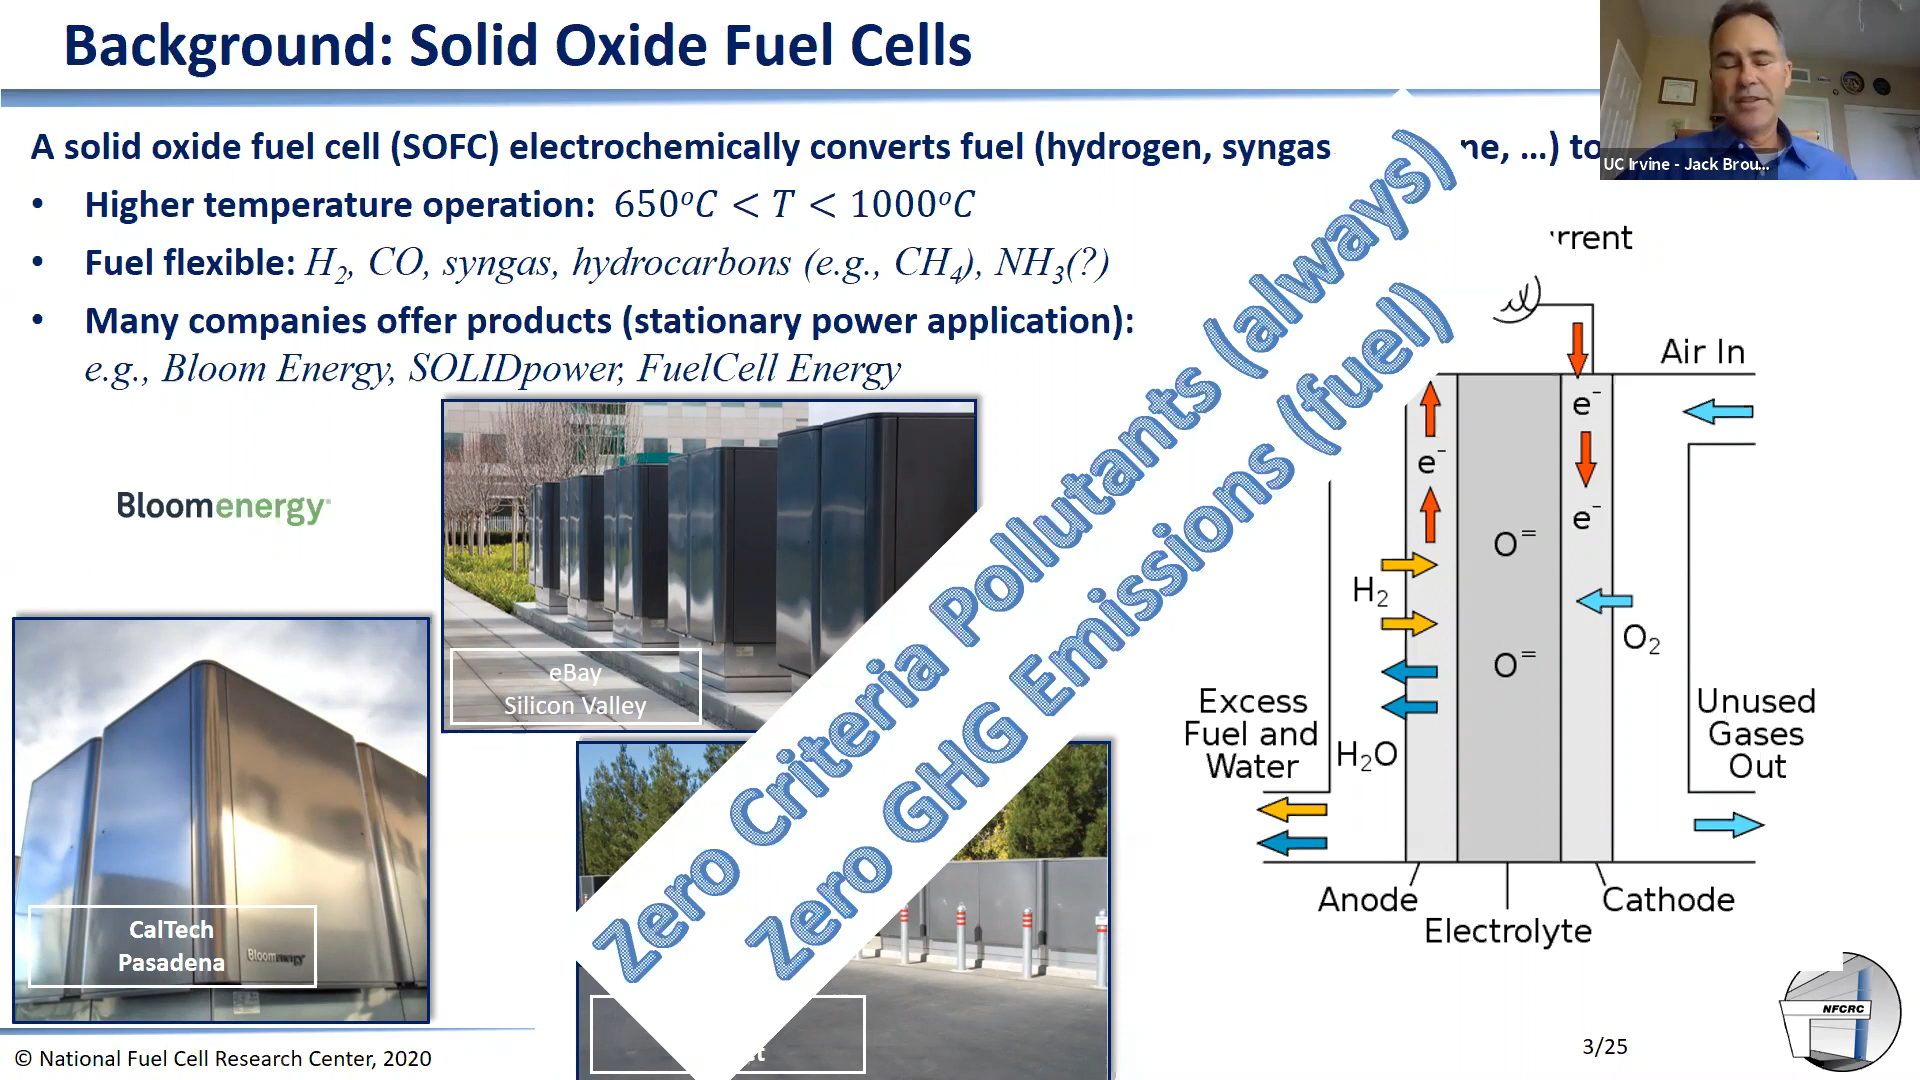 Background: Solid Oxide Fuel Cells
UC Irvine - Jack Brou...
A solid oxide fuel cell (SOFC) electrochemically converts fuel (hydrogen, syngas ne, ...) to
• Higher temperature operation: 650°C < T < 1000°C
• Fuel flexible: H₂, CO, syngas, hydrocarbons (e.g., CH₄), NH₃(?)
• Many companies offer products (stationary power application):
e.g., Bloom Energy, SOLIDpower, FuelCell Energy
Bloomenergy
eBay
Silicon Valley
CalTech
Pasadena
Bloomenergy
Zero Criteria Pollutants (always)
Zero GHG Emissions (fuel)
rrent
Air In
e⁻
e⁻
e⁻
O⁼
O⁼
H₂
O₂
H₂O
Excess
Fuel and
Water
Unused
Gases
Out
Anode
Electrolyte
Cathode
NFCRC
© National Fuel Cell Research Center, 2020
3/25